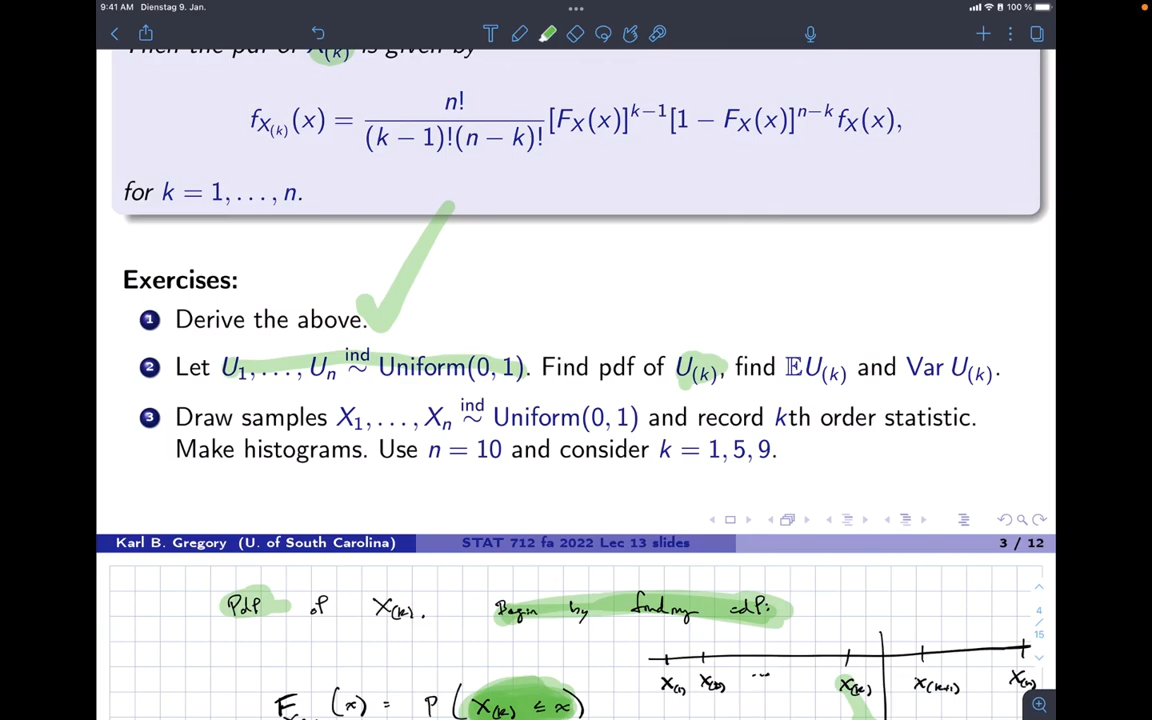 9:41 AM Dienstag 9. Jan.
100 %
Then the pdf of X(k) is given by
fX(k)(x) = n! / (k − 1)!(n − k)! [FX(x)]^{k−1}[1 − FX(x)]^{n−k} fX(x),
for k = 1, . . . , n.
Exercises:
1 Derive the above.
2 Let U1, . . . , Un ind ∼ Uniform(0, 1). Find pdf of U(k), find 𝔼U(k) and Var U(k).
3 Draw samples X1, . . . , Xn ind ∼ Uniform(0, 1) and record kth order statistic.
Make histograms. Use n = 10 and consider k = 1, 5, 9.
Karl B. Gregory (U. of South Carolina) STAT 712 fa 2022 Lec 13 slides 3 / 12
Pdf of X(k). Begin by finding cdf:
4 / 15
X(1) X(2) ... X(k) X(k+1) X(n)
(x) = P ( X(k) ≤ x )